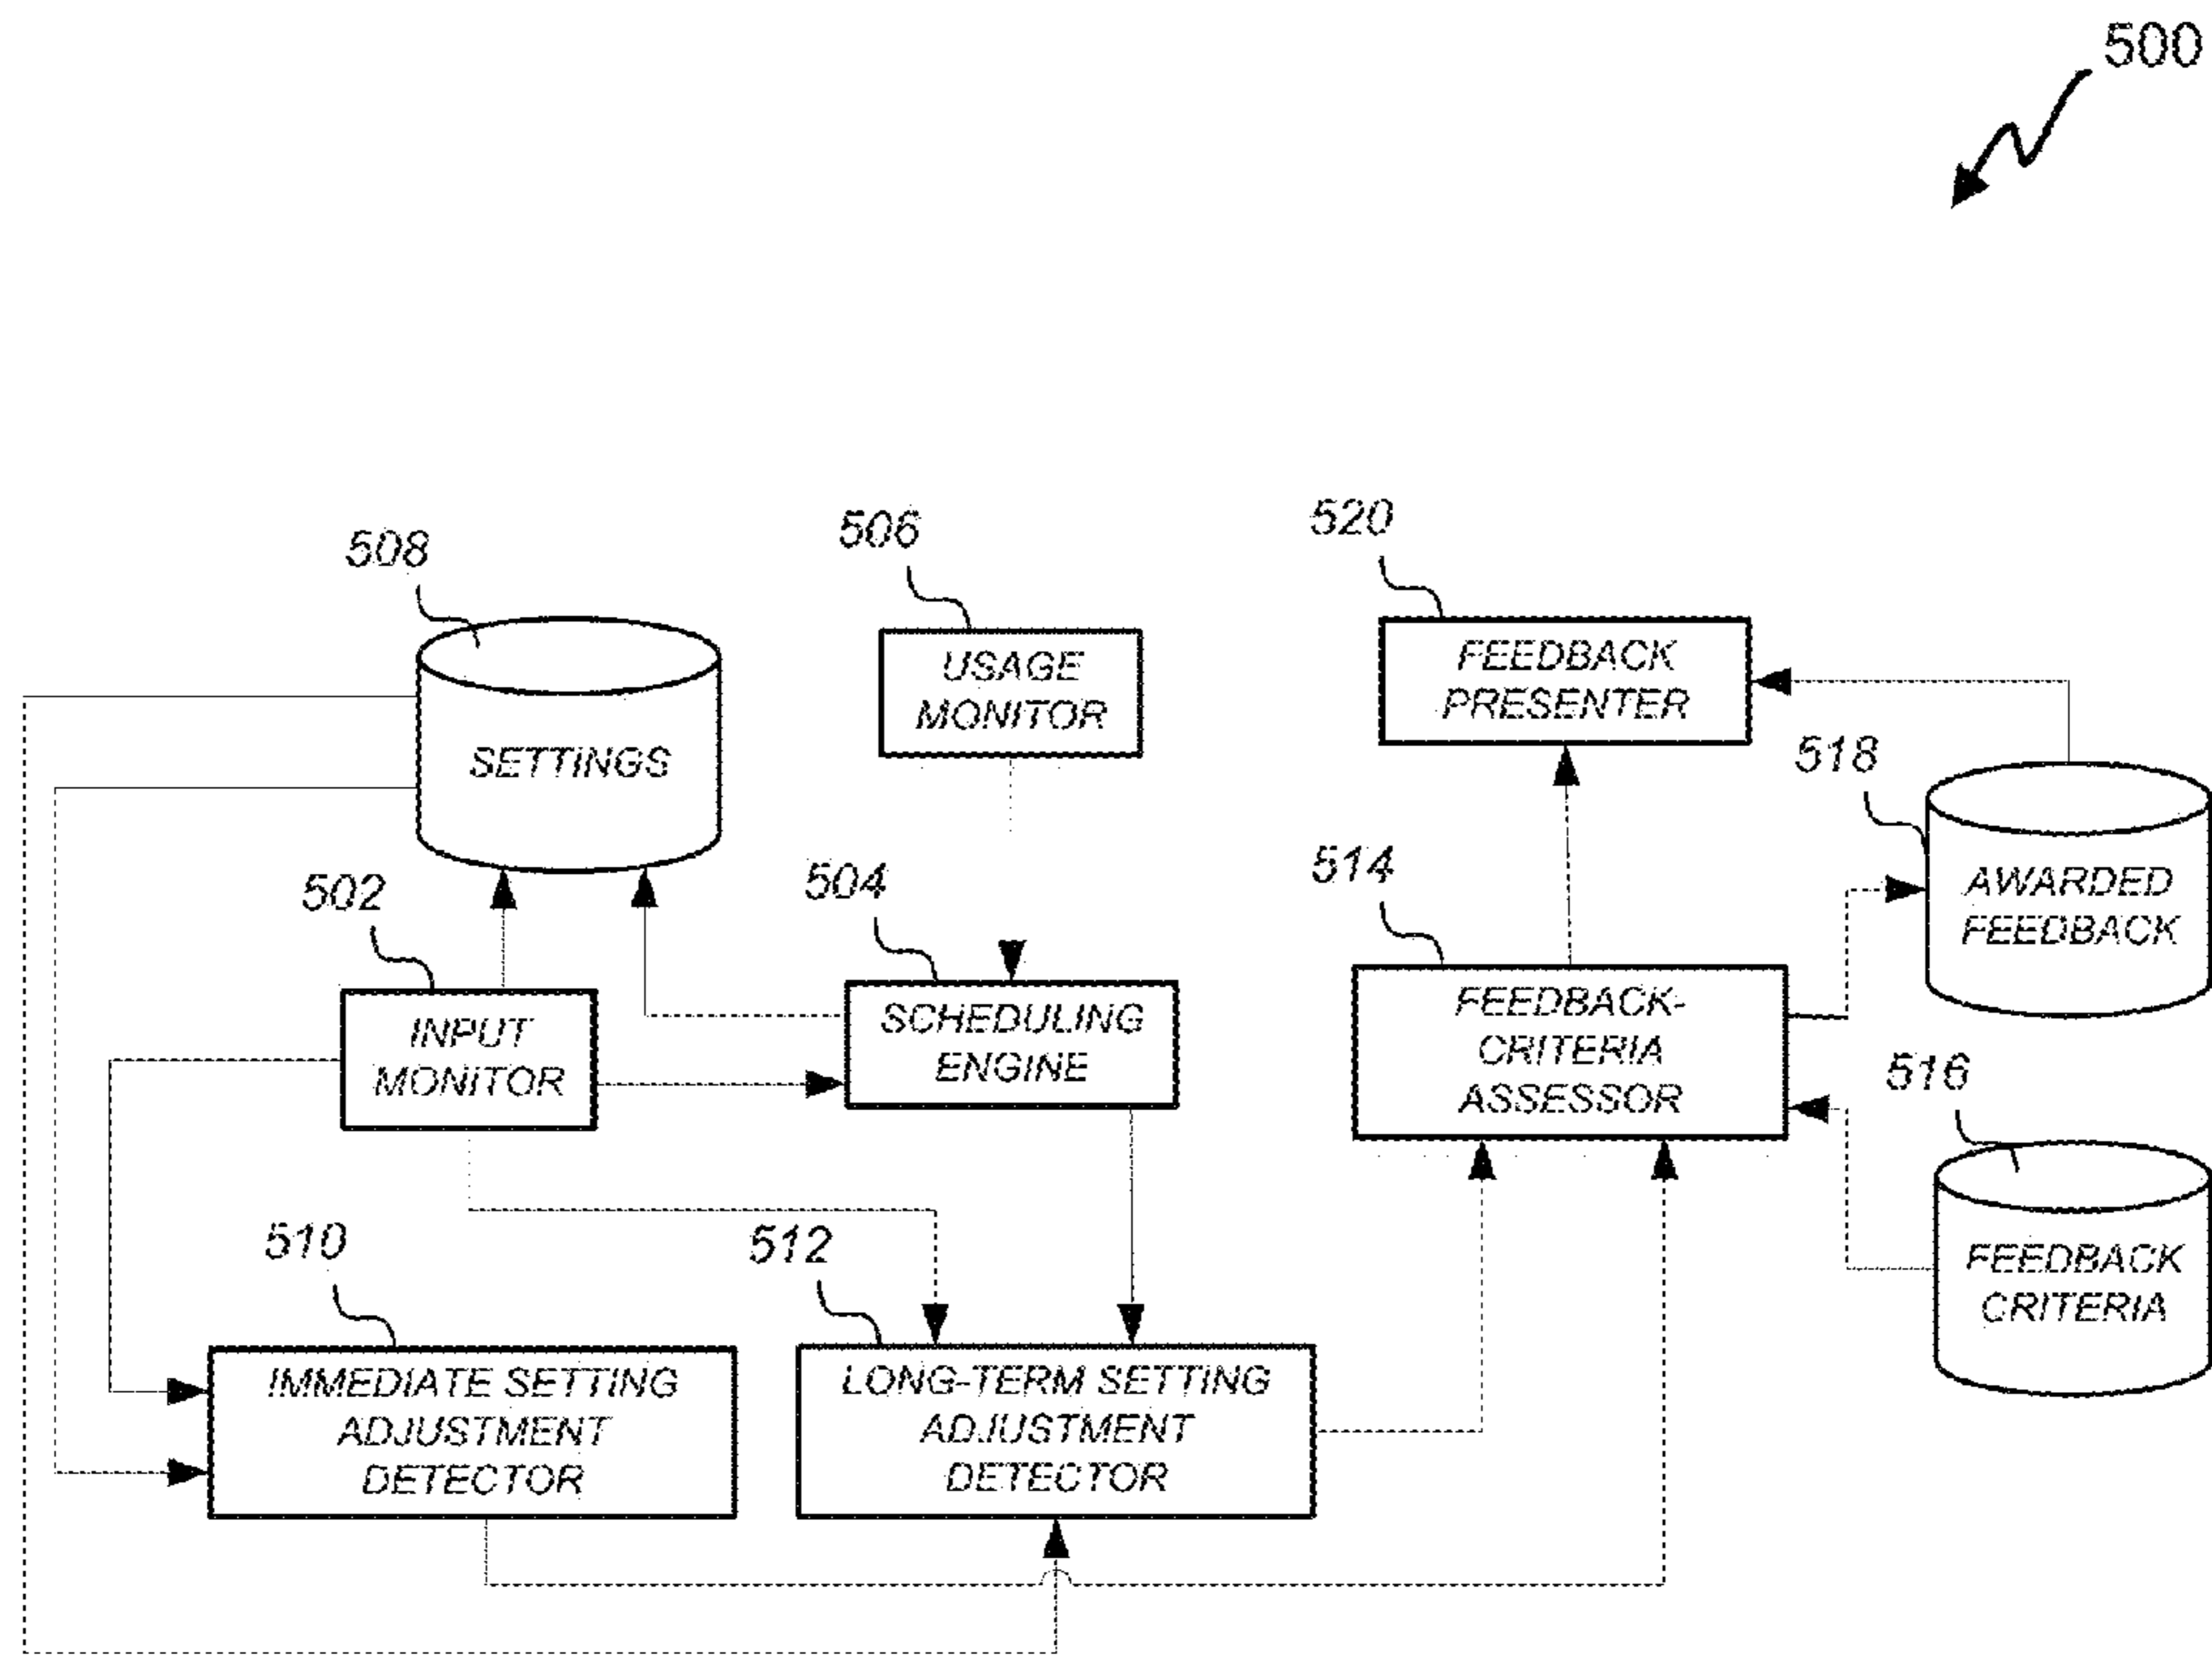 500
508
SETTINGS
506
USAGE
MONITOR
520
FEEDBACK
PRESENTER
518
AWARDED
FEEDBACK
502
INPUT
MONITOR
504
SCHEDULING
ENGINE
514
FEEDBACK-
CRITERIA
ASSESSOR
516
FEEDBACK
CRITERIA
510
IMMEDIATE SETTING
ADJUSTMENT
DETECTOR
512
LONG-TERM SETTING
ADJUSTMENT
DETECTOR